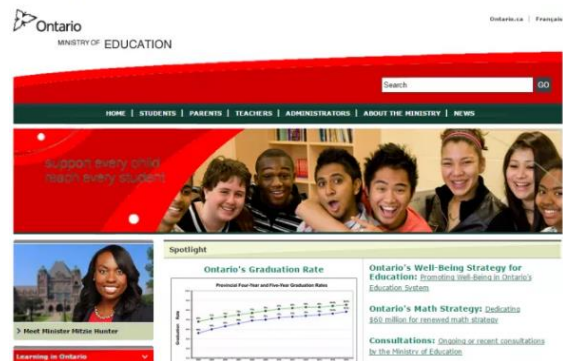 Ontario
Ontario.ca | Français
MINISTRY OF EDUCATION
Search GO
HOME | STUDENTS | PARENTS | TEACHERS | ADMINISTRATORS | ABOUT THE MINISTRY | NEWS
support every child
reach every student
Spotlight
Ontario's Graduation Rate
Provincial Four-Year and Five-Year Graduation Rates
Graduation Rate
> Meet Minister Mitzie Hunter
Learning in Ontario
Ontario's Well-Being Strategy for
Education: Promoting Well-Being in Ontario's
Education System
Ontario's Math Strategy: Dedicating
$60 million for renewed math strategy
Consultations: Ongoing or recent consultations
by the Ministry of Education